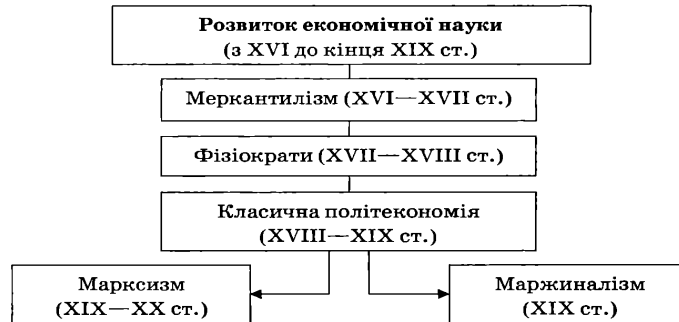 Розвиток економічної науки
(з XVI до кінця XIX ст.)
Меркантилізм (XVI—XVII ст.)
Фізіократи (XVII—XVIII ст.)
Класична політекономія
(XVIII—XIX ст.)
Марксизм
(XIX—XX ст.)
Маржиналізм
(XIX ст.)